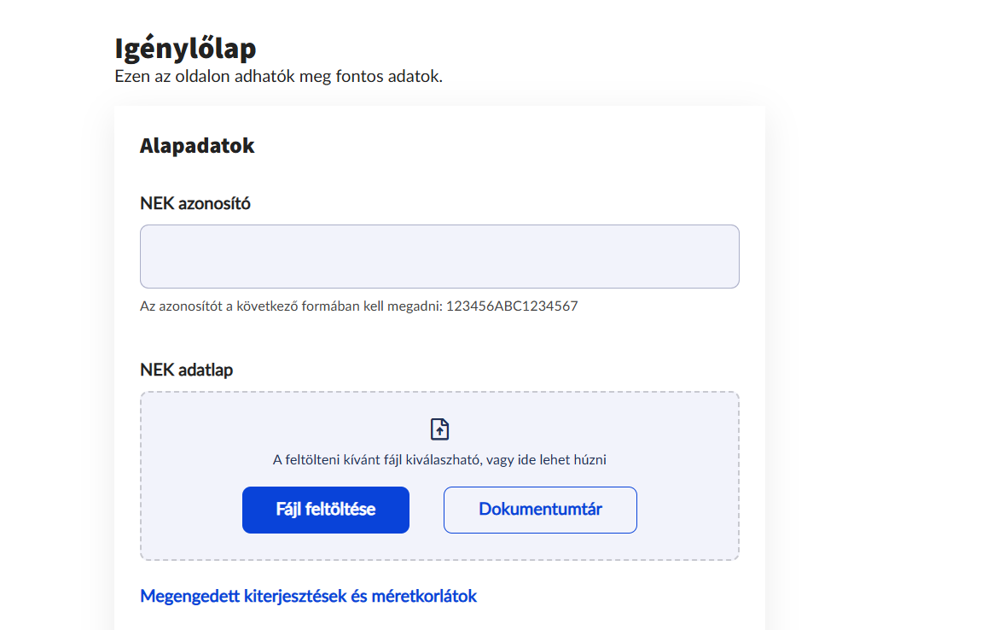 Igénylőlap
Ezen az oldalon adhatók meg fontos adatok.
Alapadatok
NEK azonosító
Az azonosítót a következő formában kell megadni: 123456ABC1234567
NEK adatlap
A feltölteni kívánt fájl kiválaszható, vagy ide lehet húzni
Fájl feltöltése
Dokumentumtár
Megengedett kiterjesztések és méretkorlátok